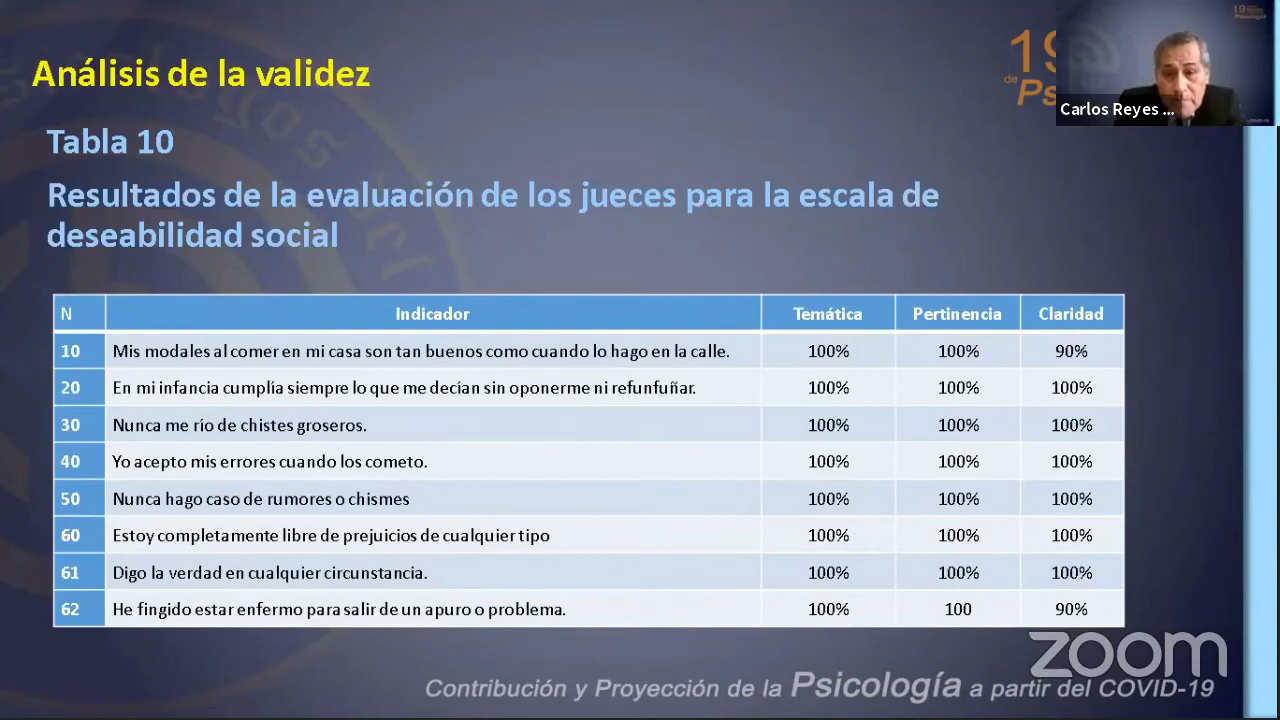 Análisis de la validez
19
de
Ps
19
Psicología
Carlos Reyes ...
Tabla 10
Resultados de la evaluación de los jueces para la escala de
deseabilidad social
N Indicador Temática Pertinencia Claridad
10 Mis modales al comer en mi casa son tan buenos como cuando lo hago en la calle. 100% 100% 90%
20 En mi infancia cumplía siempre lo que me decían sin oponerme ni refunfuñar. 100% 100% 100%
30 Nunca me río de chistes groseros. 100% 100% 100%
40 Yo acepto mis errores cuando los cometo. 100% 100% 100%
50 Nunca hago caso de rumores o chismes 100% 100% 100%
60 Estoy completamente libre de prejuicios de cualquier tipo 100% 100% 100%
61 Digo la verdad en cualquier circunstancia. 100% 100% 100%
62 He fingido estar enfermo para salir de un apuro o problema. 100% 100 90%
zoom
Contribución y Proyección de la Psicología a partir del COVID-19